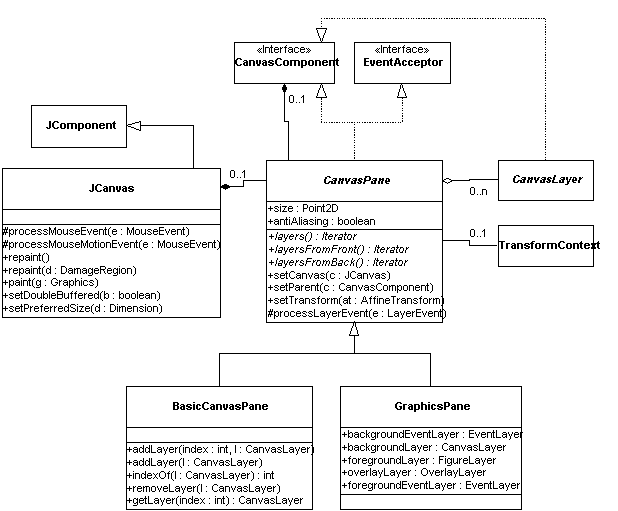 «Interface»
CanvasComponent
«Interface»
EventAcceptor
0..1
JComponent
JCanvas
#processMouseEvent(e : MouseEvent)
#processMouseMotionEvent(e : MouseEvent)
+repaint()
+repaint(d : DamageRegion)
+paint(g : Graphics)
+setDoubleBuffered(b : boolean)
+setPreferredSize(d : Dimension)
0..1
CanvasPane
+size : Point2D
+antiAliasing : boolean
+layers() : Iterator
+layersFromFront() : Iterator
+layersFromBack() : Iterator
+setCanvas(c : JCanvas)
+setParent(c : CanvasComponent)
+setTransform(at : AffineTransform)
#processLayerEvent(e : LayerEvent)
CanvasLayer
0..n
0..1
TransformContext
BasicCanvasPane
+addLayer(index : int, l : CanvasLayer)
+addLayer(l : CanvasLayer)
+indexOf(l : CanvasLayer) : int
+removeLayer(l : CanvasLayer)
+getLayer(index : int) : CanvasLayer
GraphicsPane
+backgroundEventLayer : EventLayer
+backgroundLayer : CanvasLayer
+foregroundLayer : FigureLayer
+overlayLayer : OverlayLayer
+foregroundEventLayer : EventLayer